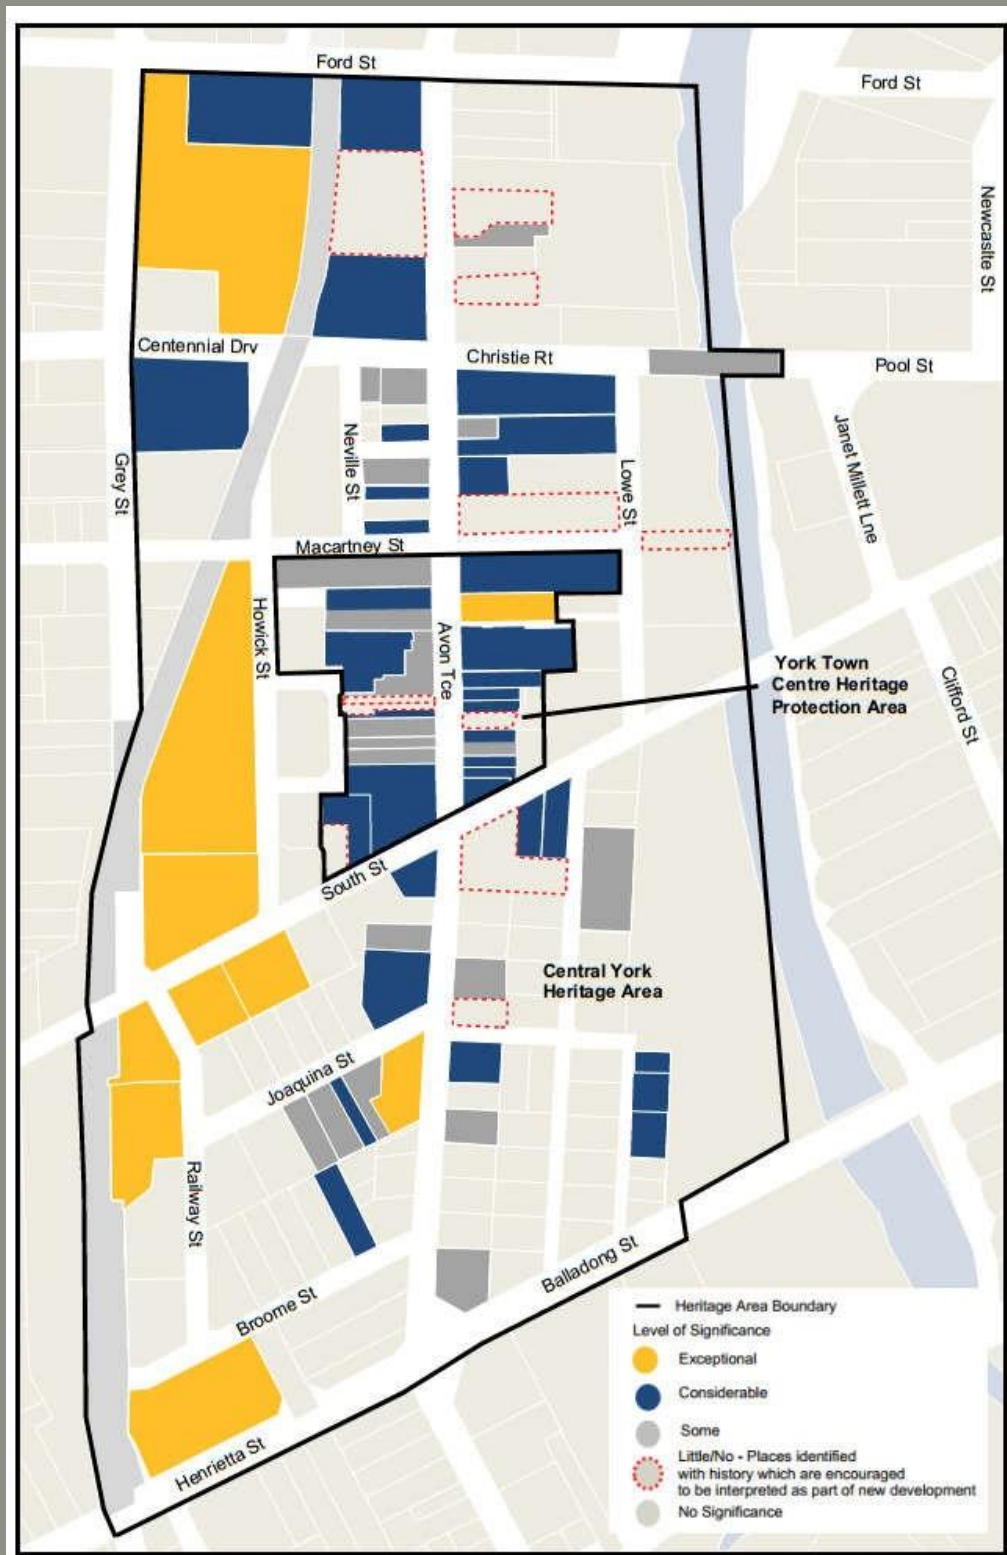 Ford St
Ford St
Newcaslte St
Centennial Drv
Christie Rt
Pool St
Grey St
Neville St
Lowe St
Janet Millett Lne
Macartney St
Howick St
Avon Tce
York Town
Centre Heritage
Protection Area
Clifford St
South St
Central York
Heritage Area
Joaquina St
Railway St
Broome St
Balladong St
Henrietta St
Heritage Area Boundary
Level of Significance
Exceptional
Considerable
Some
Little/No - Places identified
with history which are encouraged
to be interpreted as part of new development
No Significance